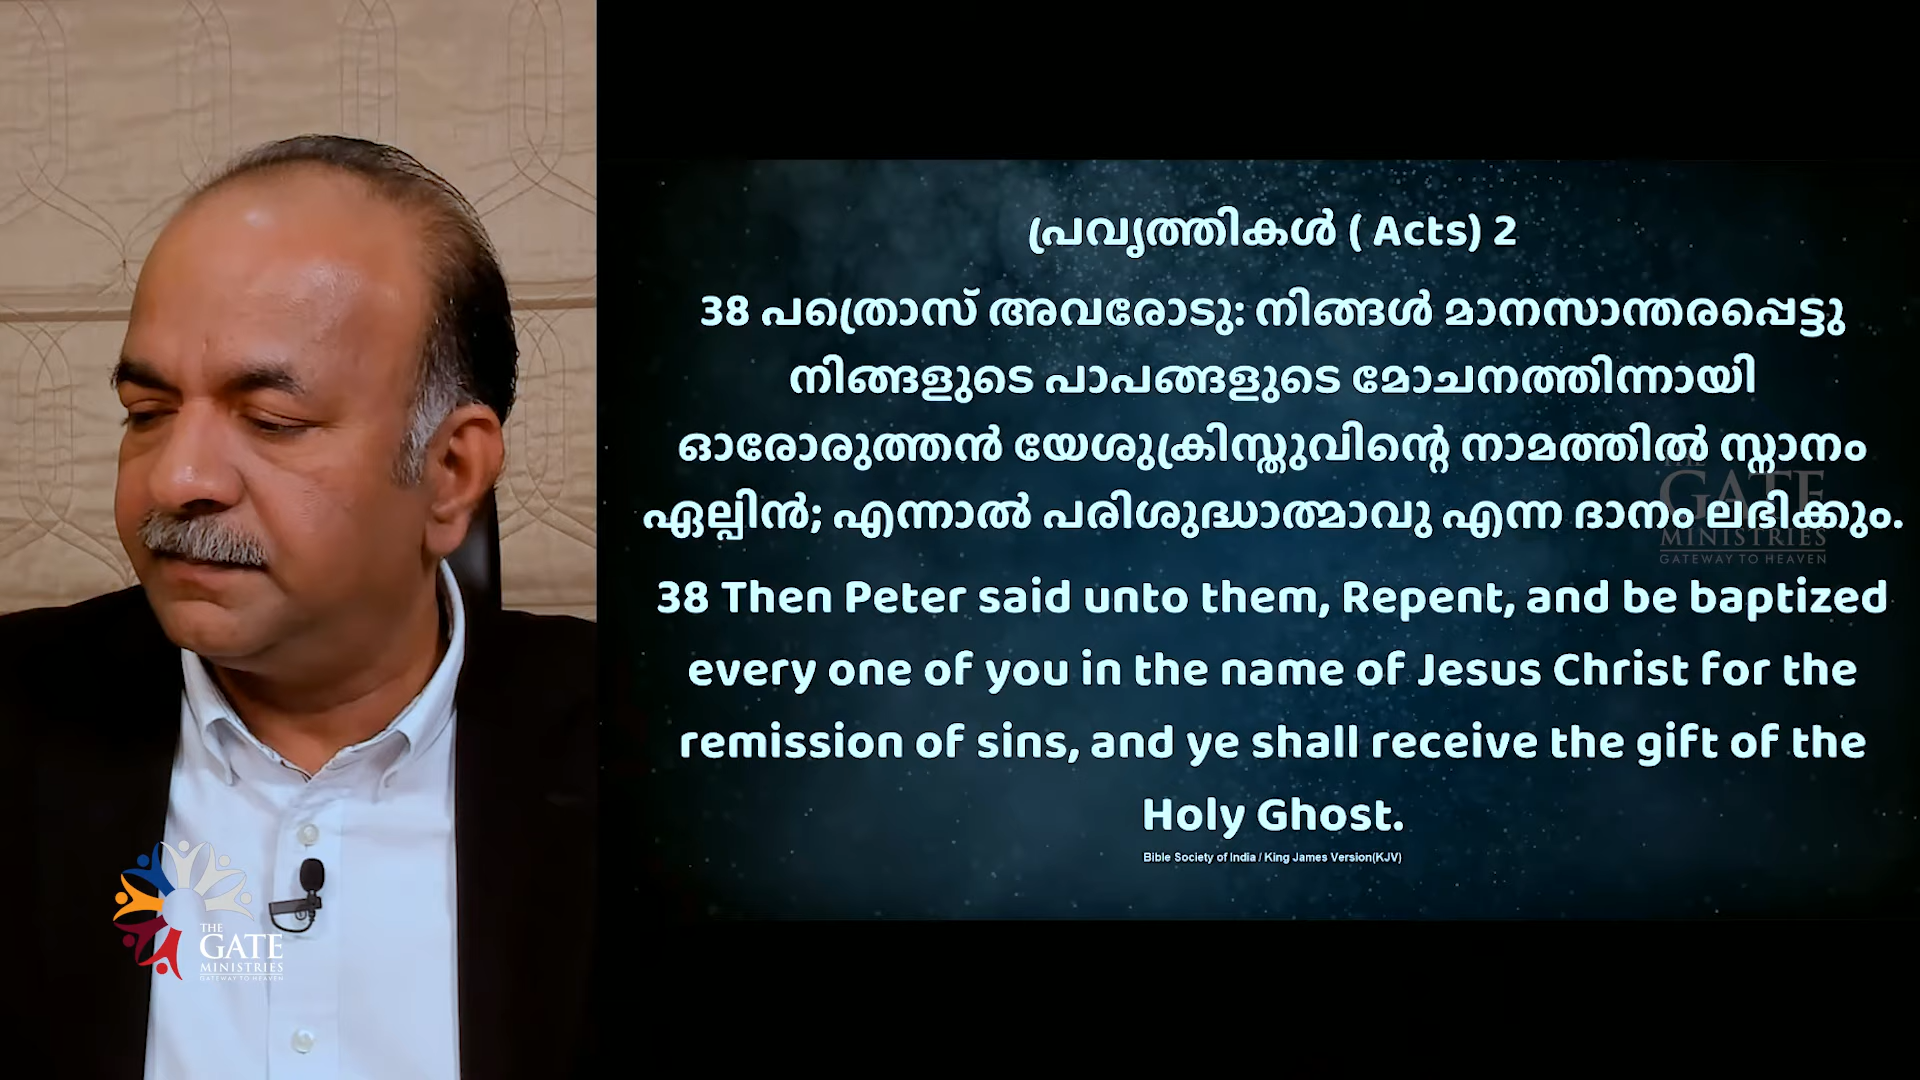 പ്രവൃത്തികൾ ( Acts) 2
38 പത്രൊസ് അവരോടു: നിങ്ങൾ മാനസാന്തരപ്പെട്ടു
നിങ്ങളുടെ പാപങ്ങളുടെ മോചനത്തിന്നായി
ഓരോരുത്തൻ യേശുക്രിസ്തുവിന്റെ നാമത്തിൽ സ്നാനം
ഏല്പിൻ; എന്നാൽ പരിശുദ്ധാത്മാവു എന്ന ദാനം ലഭിക്കും.
38 Then Peter said unto them, Repent, and be baptized
every one of you in the name of Jesus Christ for the
remission of sins, and ye shall receive the gift of the
Holy Ghost.
Bible Society of India / King James Version(KJV)
THE
GATE
MINISTRIES
GATEWAY TO HEAVEN
THE
GATE
MINISTRIES
GATEWAY TO HEAVEN